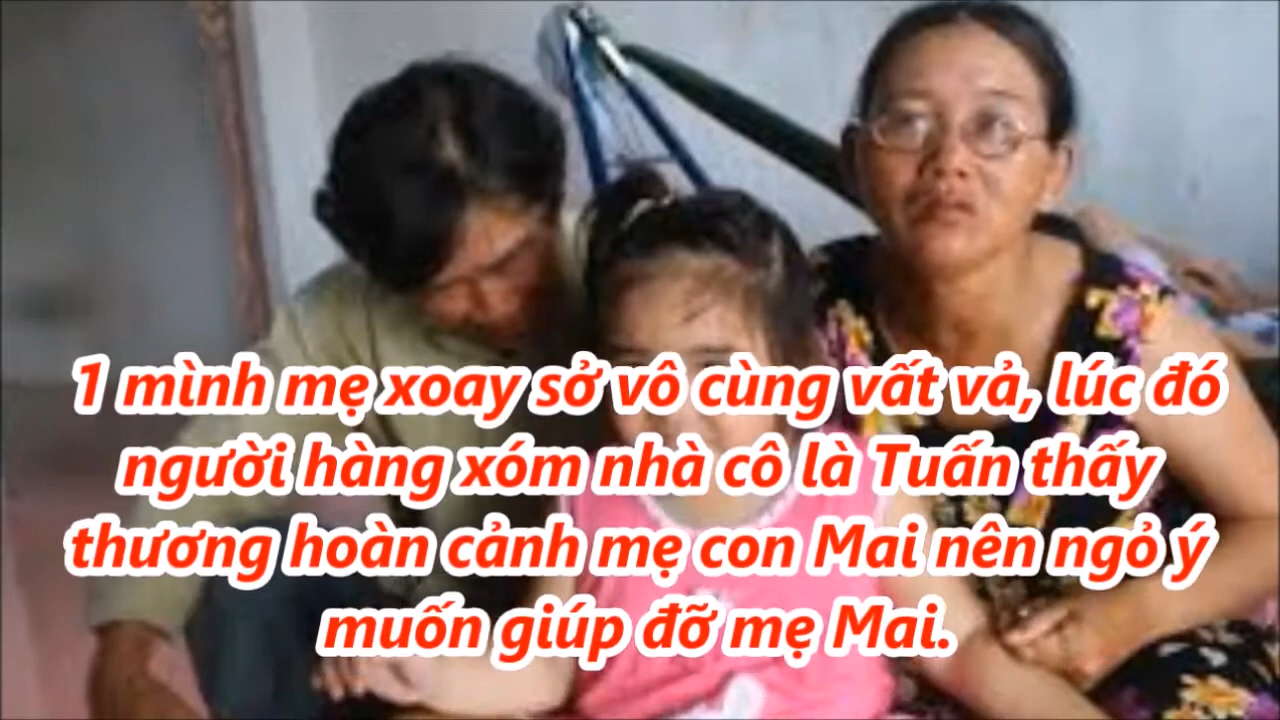 1 mình mẹ xoay sở vô cùng vất vả, lúc đó
người hàng xóm nhà cô là Tuấn thấy
thương hoàn cảnh mẹ con Mai nên ngỏ ý
muốn giúp đỡ mẹ Mai.